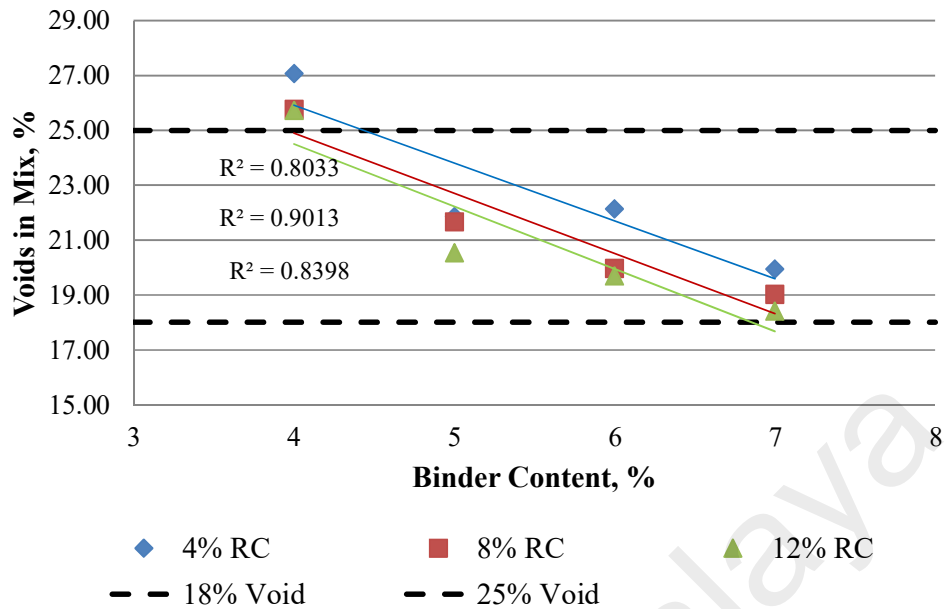 29.00
27.00
25.00
23.00
21.00
19.00
17.00
15.00
Voids in Mix, %
R² = 0.8033
R² = 0.9013
R² = 0.8398
3 4 5 6 7 8
Binder Content, %
4% RC 8% RC 12% RC
18% Void 25% Void
alaya